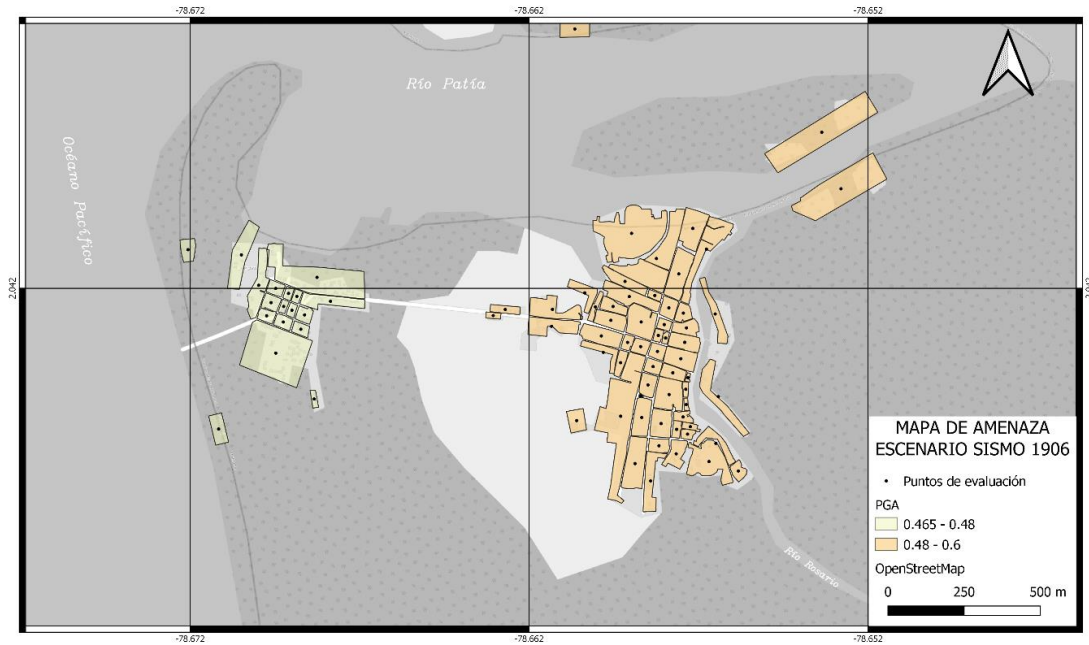 -78.672
-78.662
-78.652
Río Patía
Océano Pacífico
2.042
2.042
MAPA DE AMENAZA
ESCENARIO SISMO 1906
Puntos de evaluación
PGA
0.465 - 0.48
0.48 - 0.6
OpenStreetMap
0 250 500 m
Río Rosario
-78.672
-78.662
-78.652